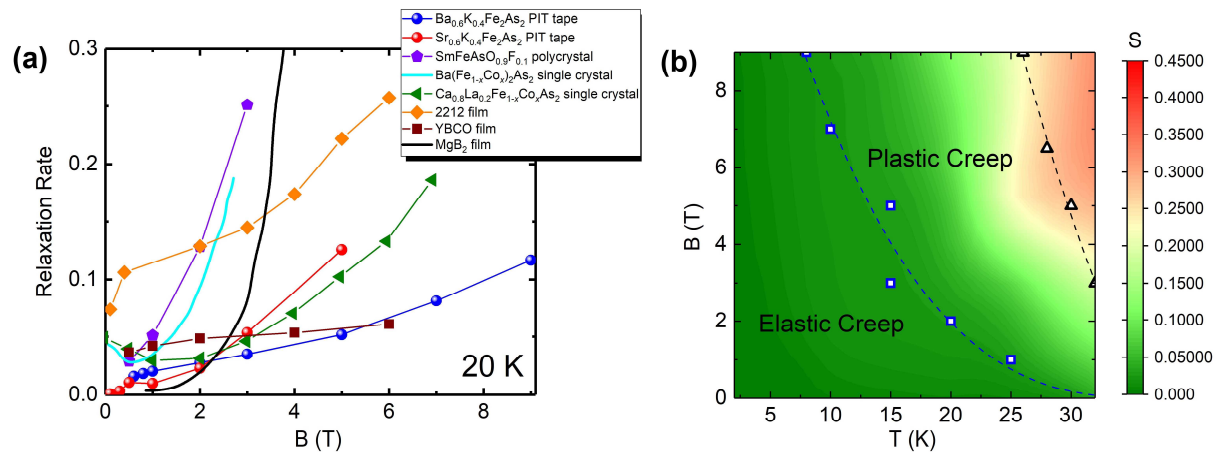 (a)
Relaxation Rate
0.3
0.2
0.1
0.0
0
2
4
6
8
B (T)
20 K
Ba0.6K0.4Fe2As2 PIT tape
Sr0.6K0.4Fe2As2 PIT tape
SmFeAsO0.9F0.1 polycrystal
Ba(Fe1-xCox)2As2 single crystal
Ca0.8La0.2Fe1-xCoxAs2 single crystal
2212 film
YBCO film
MgB2 film
(b)
B (T)
8
6
4
2
0
5
10
15
20
25
30
T (K)
Plastic Creep
Elastic Creep
S
0.4500
0.4000
0.3500
0.3000
0.2500
0.2000
0.1500
0.1000
0.05000
0.000